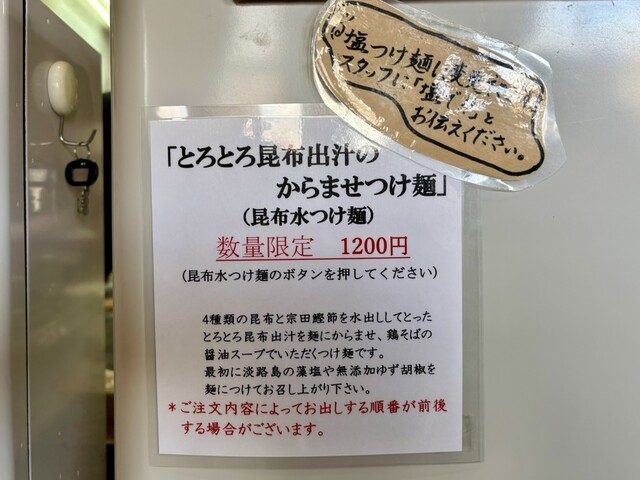 塩つけ麺に変更
スタッフに「塩で」と
お伝えください。
「とろとろ昆布出汁の
からませつけ麺」
(昆布水つけ麺)
数量限定 1200円
(昆布水つけ麺のボタンを押してください)
4種類の昆布と宗田鰹節を水出ししてとった
とろとろ昆布出汁を麺にからませ、鶏そばの
醤油スープでいただくつけ麺です。
最初に淡路島の藻塩や無添加ゆず胡椒を
麺につけてお召し上がり下さい。
*ご注文内容によってお出しする順番が前後
する場合がございます。